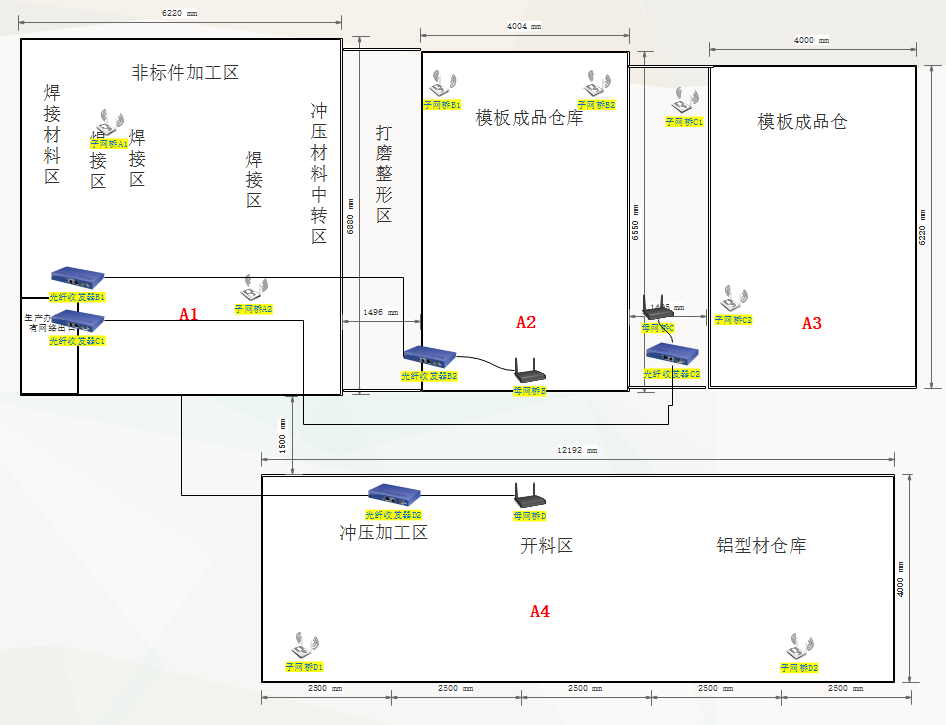 6220 mm
4004 mm
4000 mm
非标件加工区
焊接材料区
子网桥A1
焊接区
焊接区
焊接区
冲压材料中转区
打磨整形区
6880 mm
子网桥B1
子网桥B2
模板成品仓库
6550 mm
子网桥C1
模板成品仓
6220 mm
光纤收发器B1
生产办
有网络出口
光纤收发器C1
子网桥A2
A1
1496 mm
A2
光纤收发器B2
母网桥B
mm
母网桥C
光纤收发器C2
子网桥C2
A3
1500 mm
12192 mm
光纤收发器D2
母网桥D
冲压加工区
开料区
铝型材仓库
4000 mm
A4
子网桥D1
子网桥D2
2500 mm
2500 mm
2500 mm
2500 mm
2500 mm